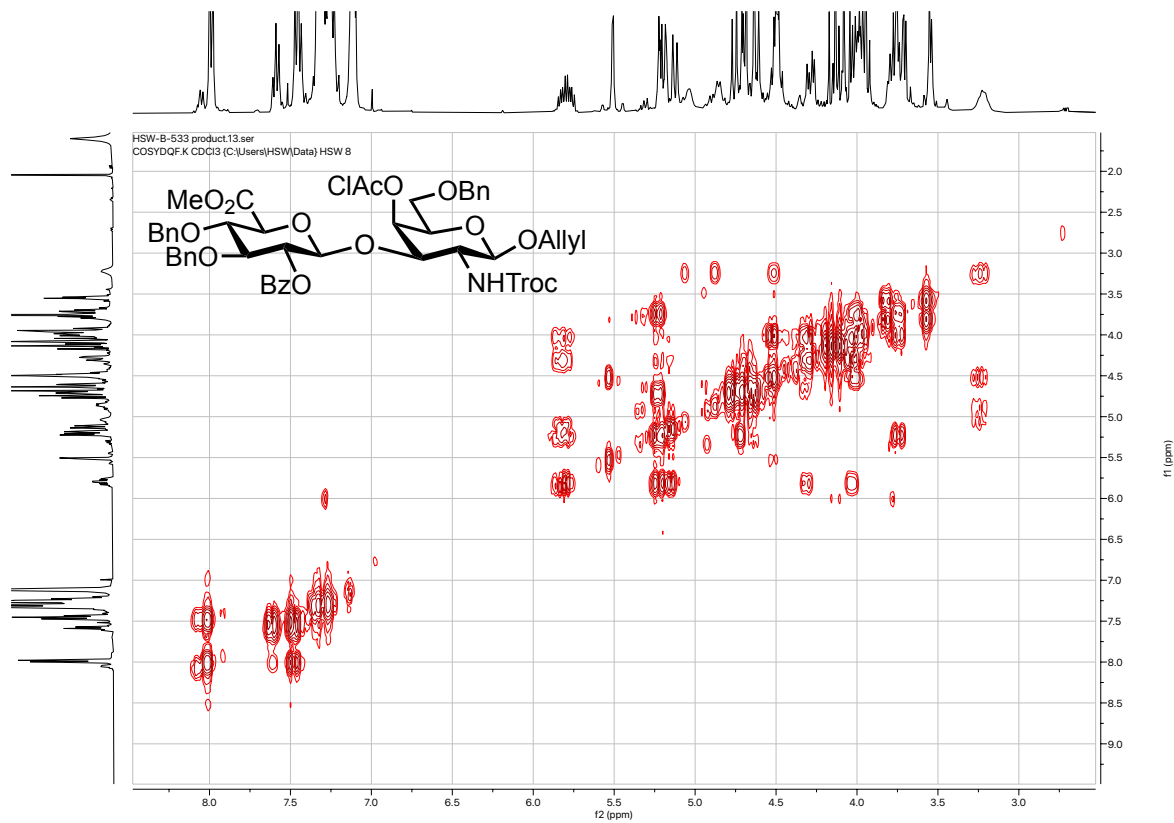 HSW-B-533 product.13.ser
COSYDQF.K CDCl3 {C:\Users\HSW\Data} HSW 8
MeO2C
ClAcO
OBn
BnO
BnO
BzO
O
O
O
OAllyl
NHTroc
2.0
2.5
3.0
3.5
4.0
4.5
5.0
5.5
6.0
6.5
7.0
7.5
8.0
8.5
9.0
f1 (ppm)
8.0 7.5 7.0 6.5 6.0 5.5 5.0 4.5 4.0 3.5 3.0
f2 (ppm)